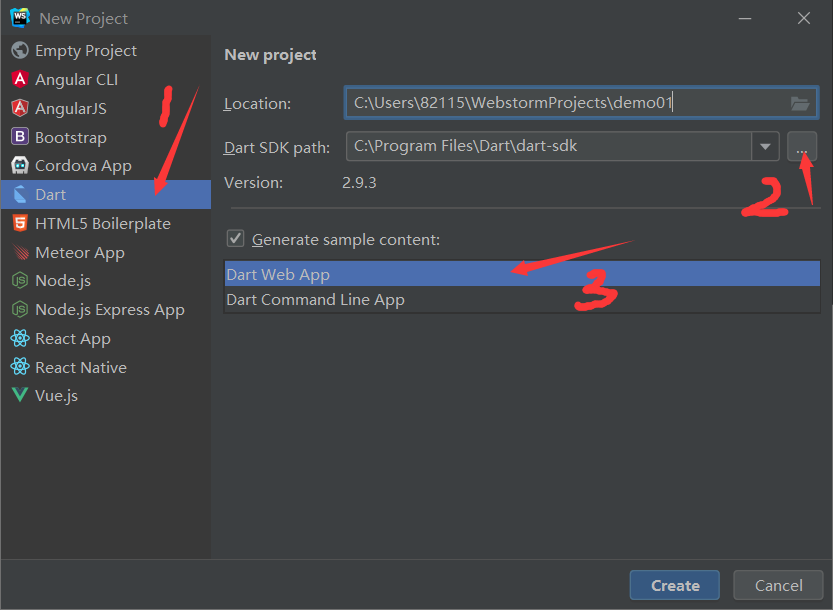 New Project
Empty Project
Angular CLI
AngularJS
Bootstrap
Cordova App
Dart
HTML5 Boilerplate
Meteor App
Node.js
Node.js Express App
React App
React Native
Vue.js
1
New project
Location: C:\Users\82115\WebstormProjects\demo01
Dart SDK path: C:\Program Files\Dart\dart-sdk ...
Version: 2.9.3
2
Generate sample content:
Dart Web App
Dart Command Line App
3
Create Cancel